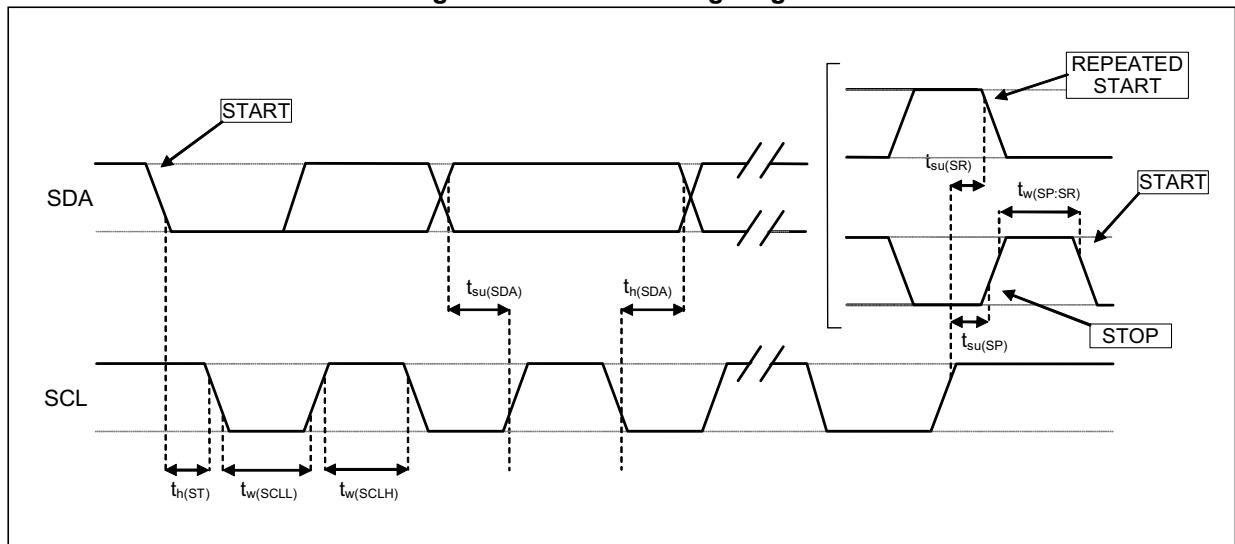 REPEATED
START
START
t_su(SR)
t_w(SP:SR)
START
SDA
t_su(SDA)
t_h(SDA)
STOP
t_su(SP)
SCL
t_h(ST)
t_w(SCLL)
t_w(SCLH)